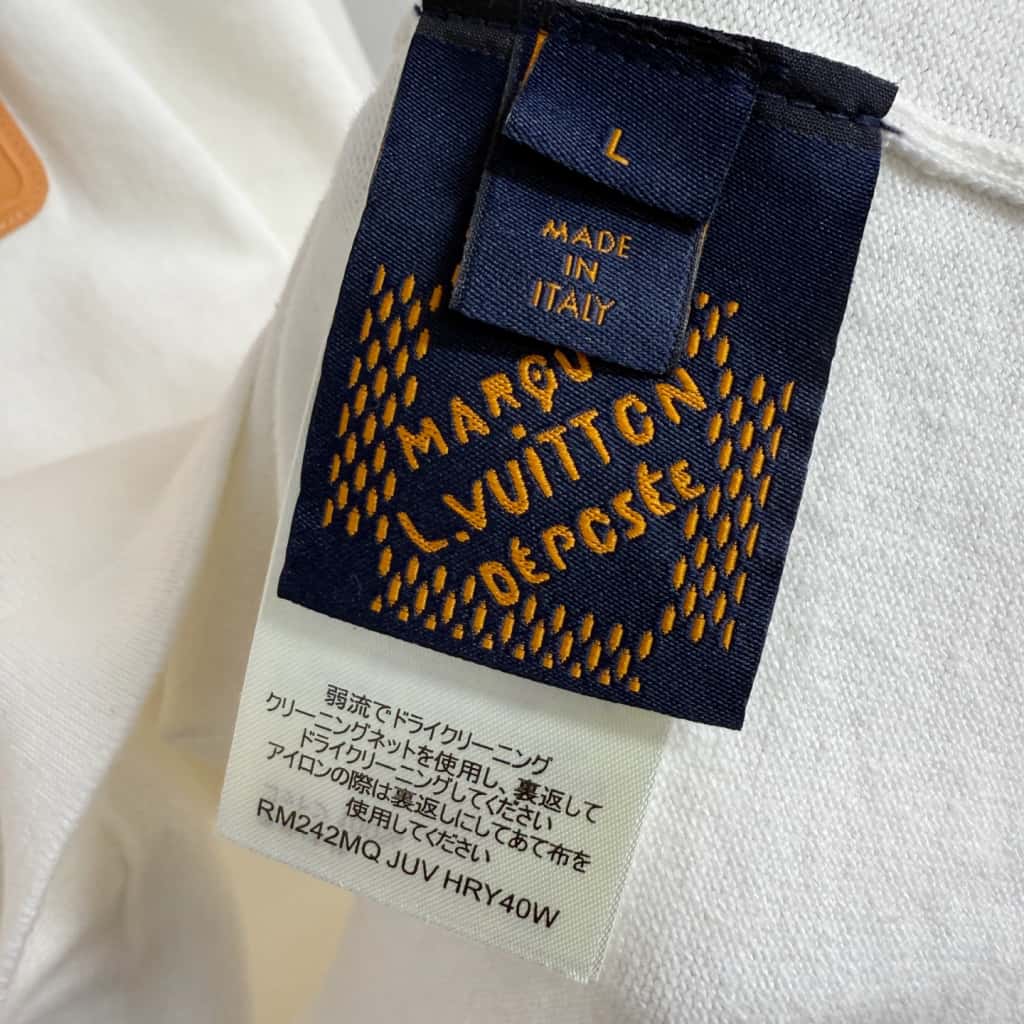 L
MADE
IN
ITALY
MARQU
L.VUiTTON
DÉPOSÉE
弱流でドライクリーニング
クリーニングネットを使用し、裏返して
ドライクリーニングしてください
アイロンの際は裏返しにしてあて布を
使用してください
RM242MQ JUV HRY40W